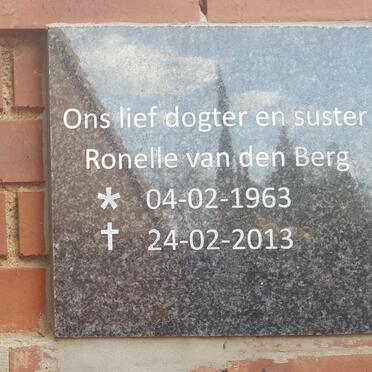 Ons lief dogter en suster
Ronelle van den Berg
* 04-02-1963
† 24-02-2013